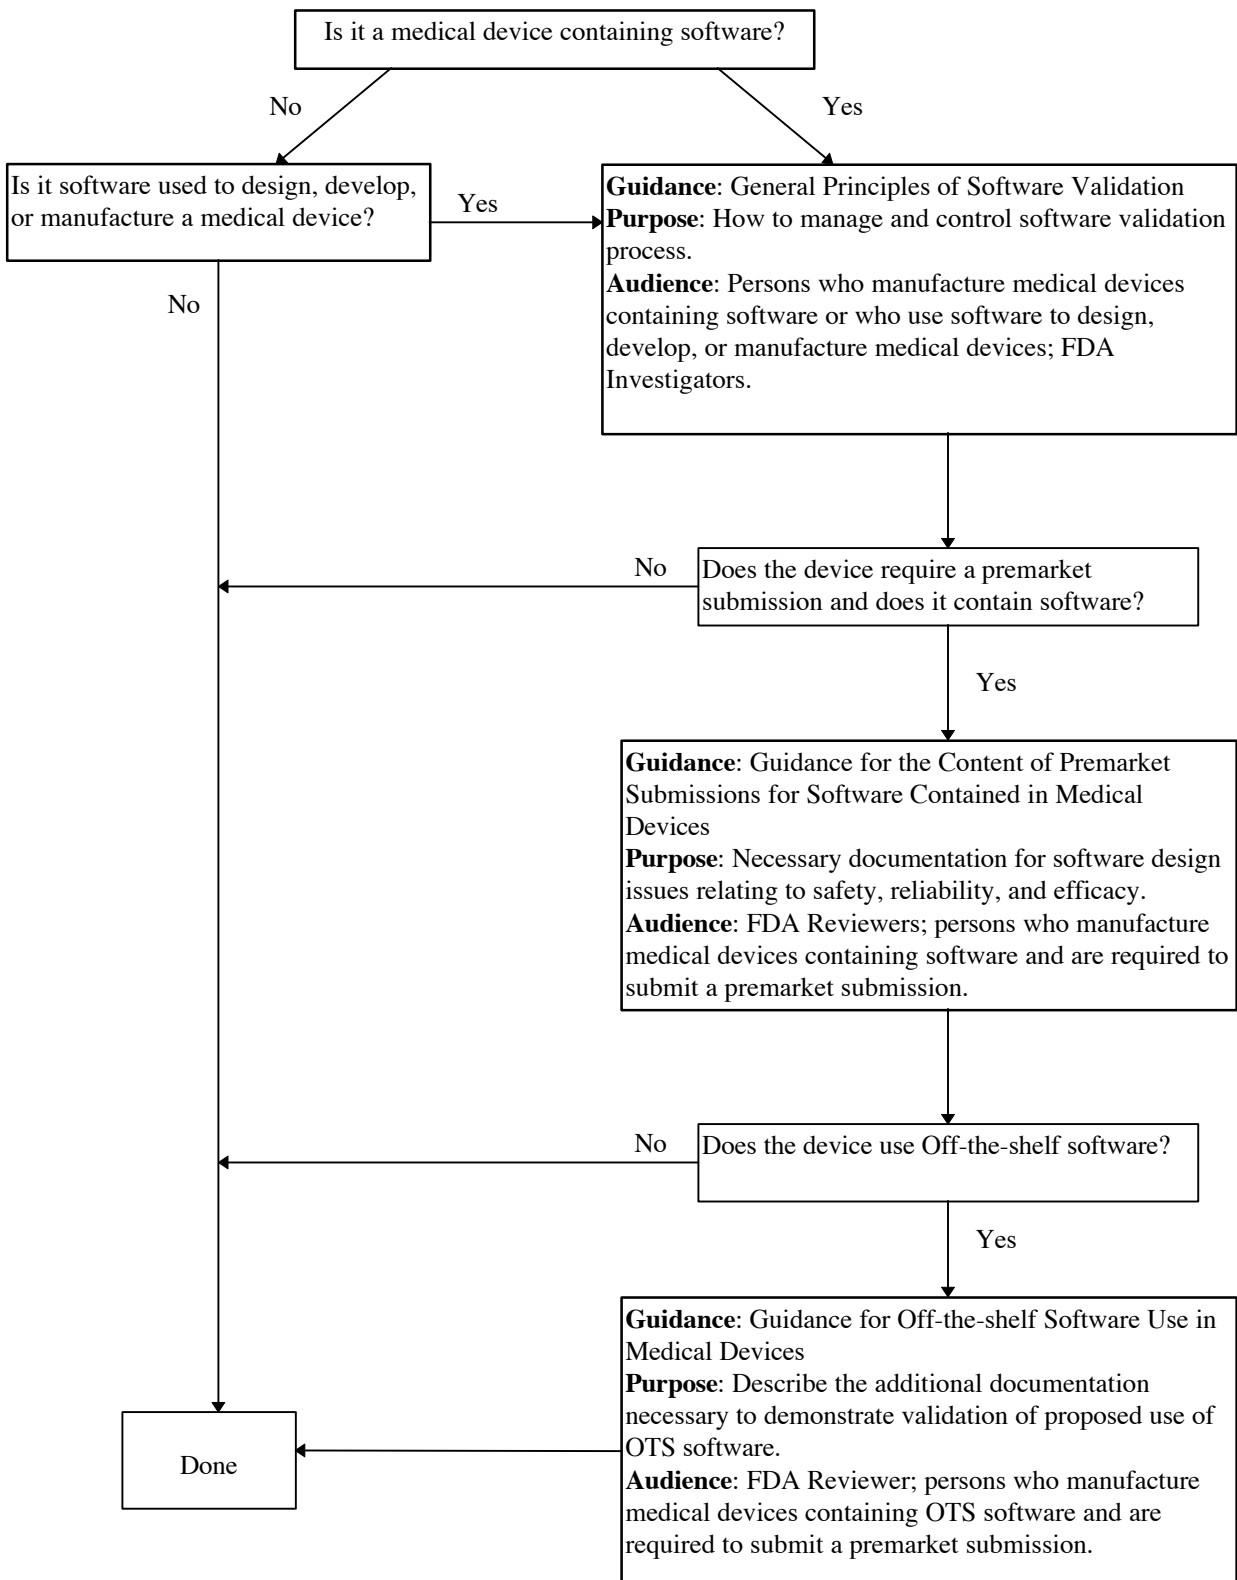 Is it a medical device containing software?
No
Yes
Is it software used to design, develop,
or manufacture a medical device?
Yes
Guidance: General Principles of Software Validation
Purpose: How to manage and control software validation
process.
Audience: Persons who manufacture medical devices
containing software or who use software to design,
develop, or manufacture medical devices; FDA
Investigators.
No
No
Does the device require a premarket
submission and does it contain software?
Yes
Guidance: Guidance for the Content of Premarket
Submissions for Software Contained in Medical
Devices
Purpose: Necessary documentation for software design
issues relating to safety, reliability, and efficacy.
Audience: FDA Reviewers; persons who manufacture
medical devices containing software and are required to
submit a premarket submission.
No
Does the device use Off-the-shelf software?
Yes
Guidance: Guidance for Off-the-shelf Software Use in
Medical Devices
Purpose: Describe the additional documentation
necessary to demonstrate validation of proposed use of
OTS software.
Audience: FDA Reviewer; persons who manufacture
medical devices containing OTS software and are
required to submit a premarket submission.
Done